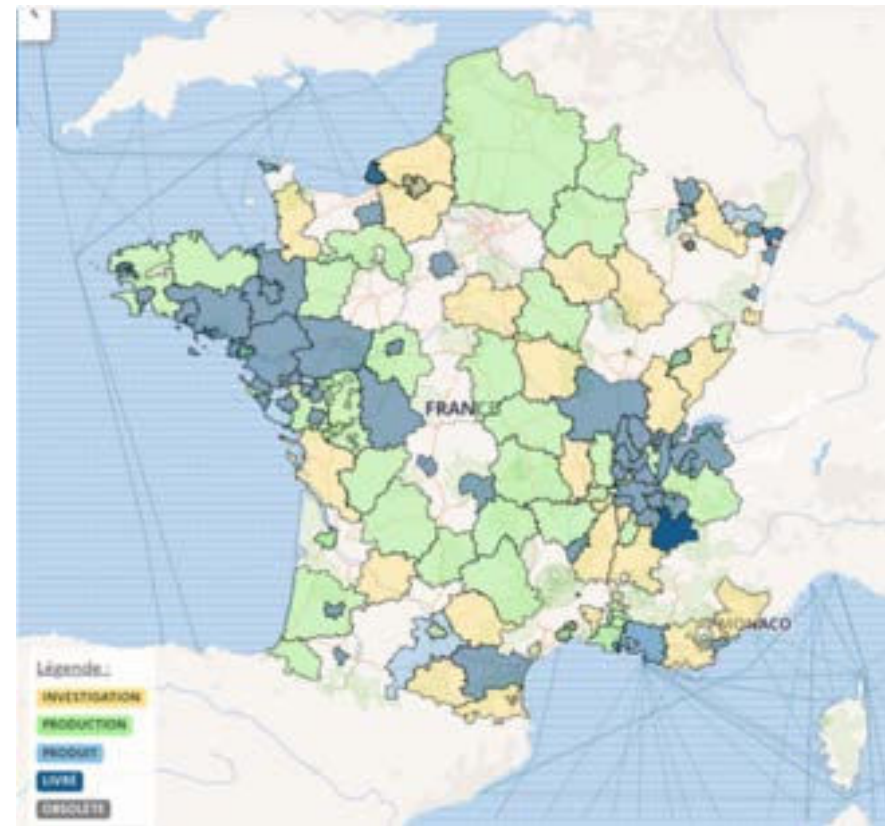 FRANCE
MONACO
Légende :
INVESTIGATION
PRODUCTION
PRODUIT
LIVRÉ
OBSOLÈTE